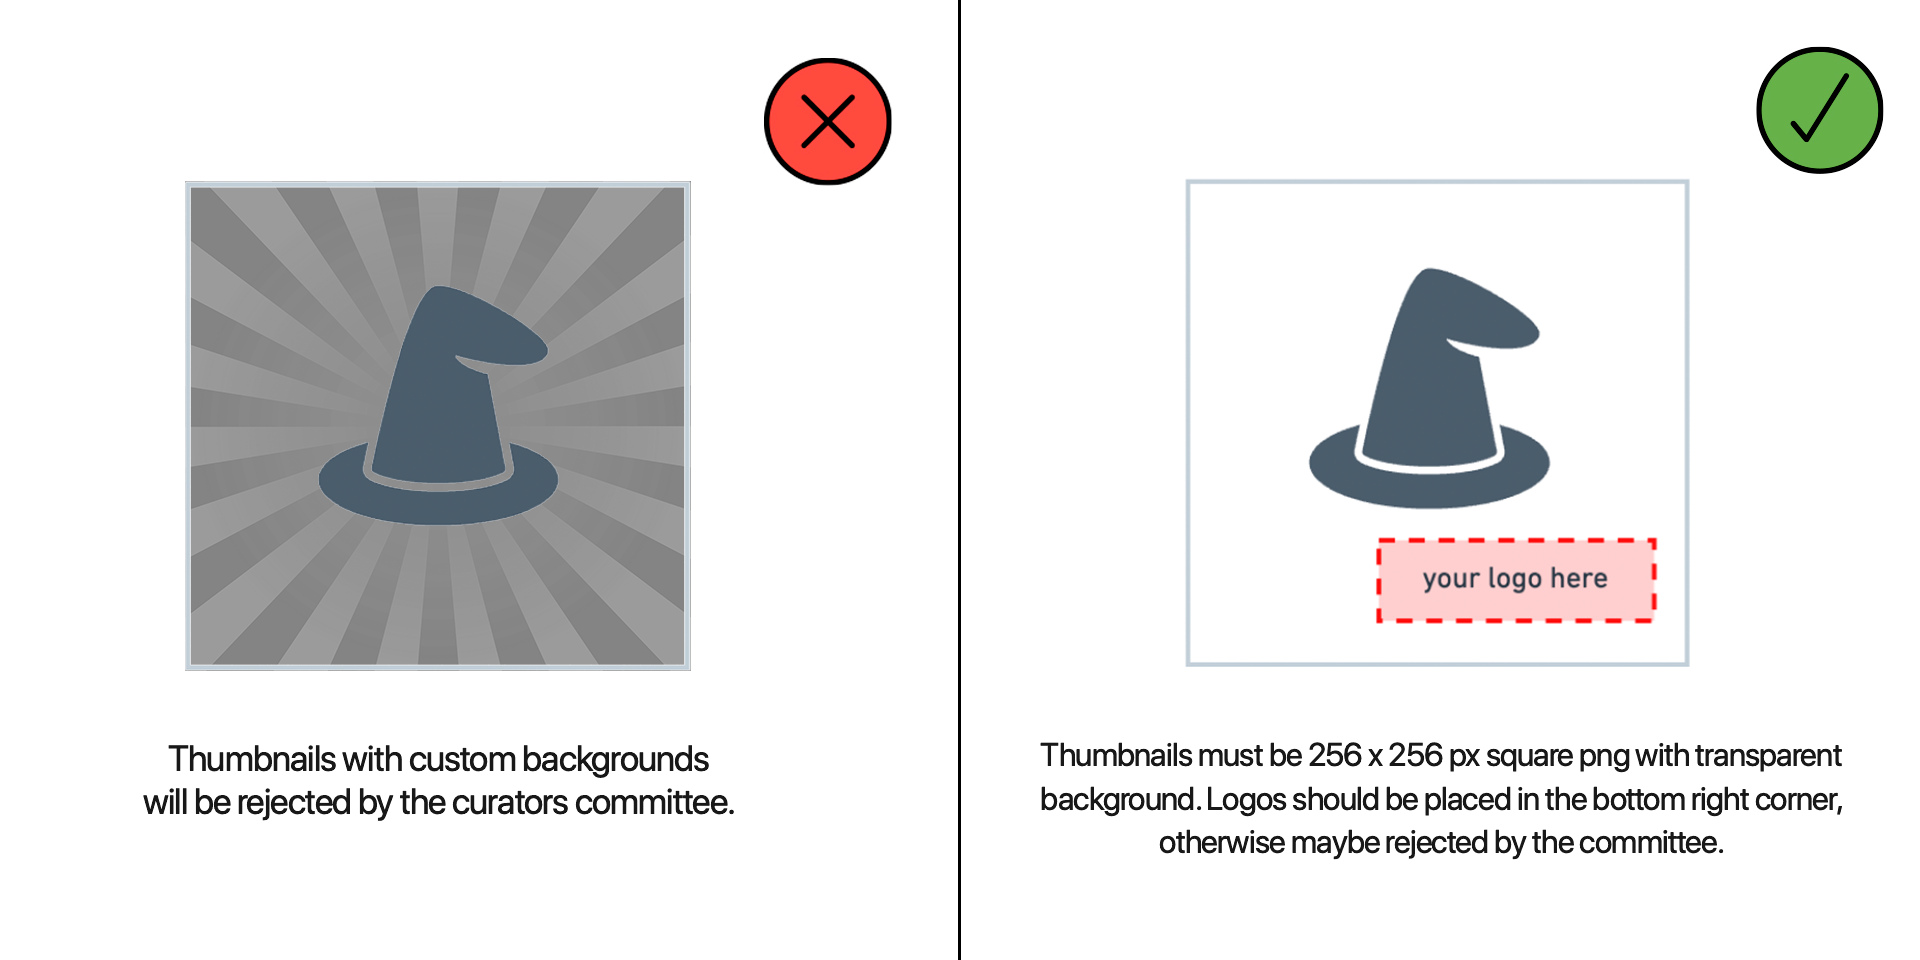 Thumbnails with custom backgrounds
will be rejected by the curators committee.
your logo here
Thumbnails must be 256 x 256 px square png with transparent
background. Logos should be placed in the bottom right corner,
otherwise maybe rejected by the committee.